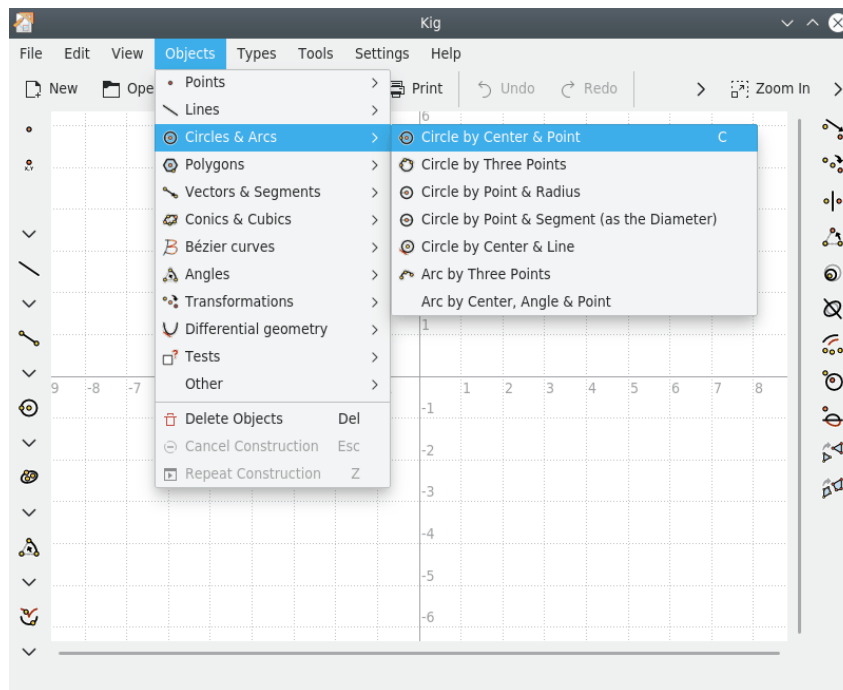 Kig
File Edit View Objects Types Tools Settings Help
New Ope Print Undo Redo Zoom In
Points
Lines
Circles & Arcs
Polygons
Vectors & Segments
Conics & Cubics
Bézier curves
Angles
Transformations
Differential geometry
Tests
Other
Delete Objects Del
Cancel Construction Esc
Repeat Construction Z
Circle by Center & Point C
Circle by Three Points
Circle by Point & Radius
Circle by Point & Segment (as the Diameter)
Circle by Center & Line
Arc by Three Points
Arc by Center, Angle & Point
X,Y
6
1
9 -8 -7 1 2 3 4 5 6 7 8
-1
-2
-3
-4
-5
-6